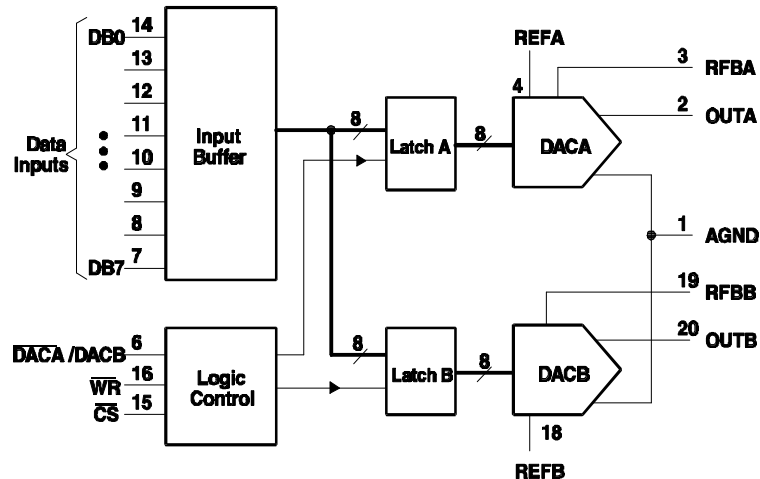 DB0 14
13
12
11
10
9
8
DB7 7
Data
Inputs
Input
Buffer
DACA /DACB 6
WR 16
CS 15
Logic
Control
8
Latch A
8
8
Latch B
8
REFA
4
DACA
3 RFBA
2 OUTA
1 AGND
19 RFBB
20 OUTB
DACB
18
REFB